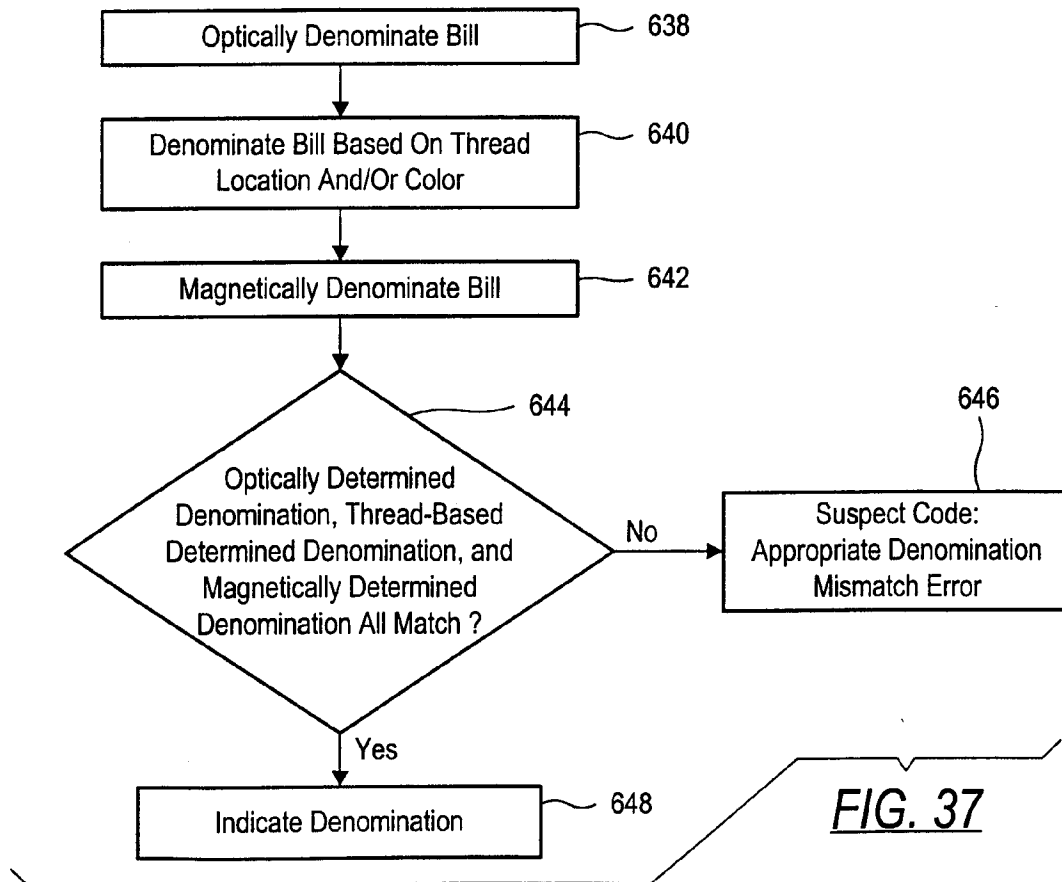 Optically Denominate Bill
638
Denominate Bill Based On Thread
Location And/Or Color
640
Magnetically Denominate Bill
642
644
Optically Determined
Denomination, Thread-Based
Determined Denomination, and
Magnetically Determined
Denomination All Match ?
No
646
Suspect Code:
Appropriate Denomination
Mismatch Error
Yes
Indicate Denomination
648
FIG. 37